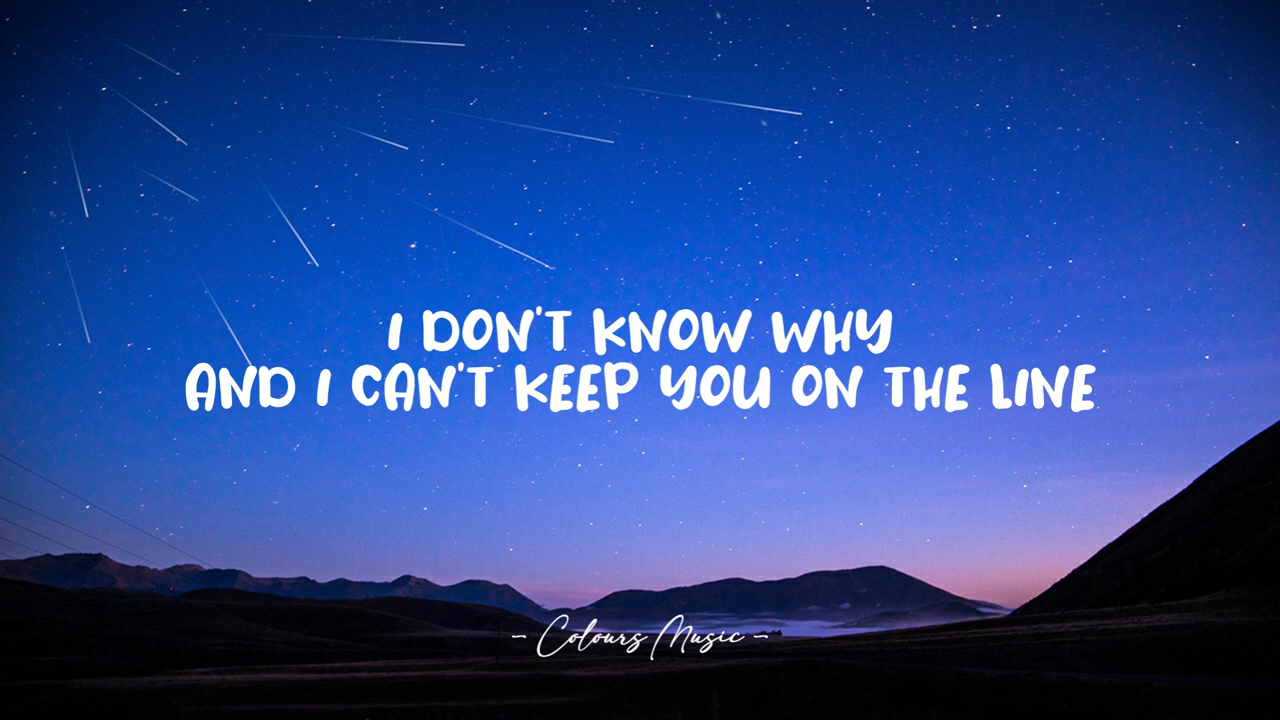 I DON'T KNOW WHY
AND I CAN'T KEEP YOU ON THE LINE
- Colours Music -